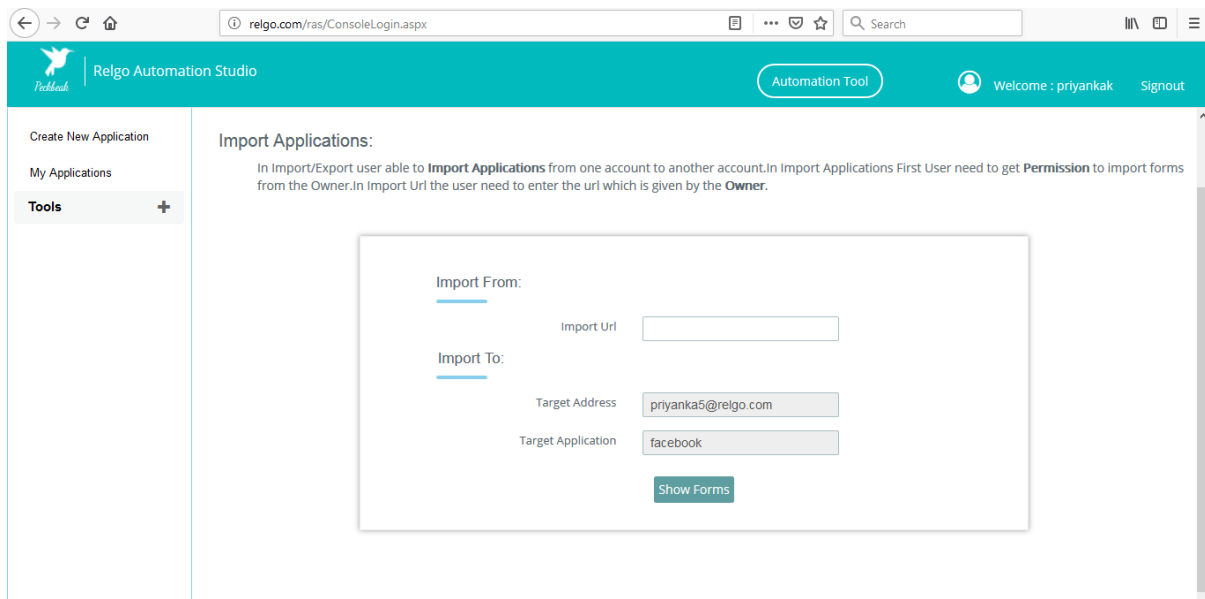 relgo.com/ras/ConsoleLogin.aspx
Search
Peckbeak
Relgo Automation Studio
Automation Tool
Welcome : priyankak
Signout
Create New Application
My Applications
Tools
Import Applications:
In Import/Export user able to Import Applications from one account to another account.In Import Applications First User need to get Permission to import forms
from the Owner.In Import Url the user need to enter the url which is given by the Owner.
Import From:
Import Url
Import To:
Target Address
priyanka5@relgo.com
Target Application
facebook
Show Forms